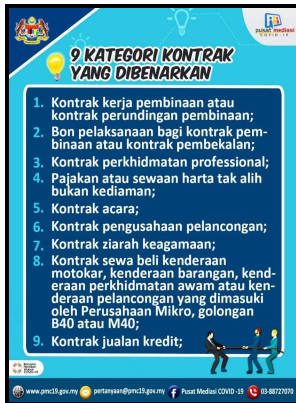 pusat mediasi
COVID-19
9 KATEGORI KONTRAK
YANG DIBENARKAN
1. Kontrak kerja pembinaan atau
kontrak perundingan pembinaan;
2. Bon pelaksanaan bagi kontrak pem-
binaan atau kontrak pembekalan;
3. Kontrak perkhidmatan professional;
4. Pajakan atau sewaan harta tak alih
bukan kediaman;
5. Kontrak acara;
6. Kontrak pengusahaan pelancongan;
7. Kontrak ziarah keagamaan;
8. Kontrak sewa beli kenderaan
motokar, kenderaan barangan, kend-
eraan perkhidmatan awam atau ken-
deraan pelancongan yang dimasuki
oleh Perusahaan Mikro, golongan
B40 atau M40;
9. Kontrak jualan kredit;
www.pmc19.gov.my pertanyaan@pmc19.gov.my Pusat Mediasi COVID -19 03-88727070